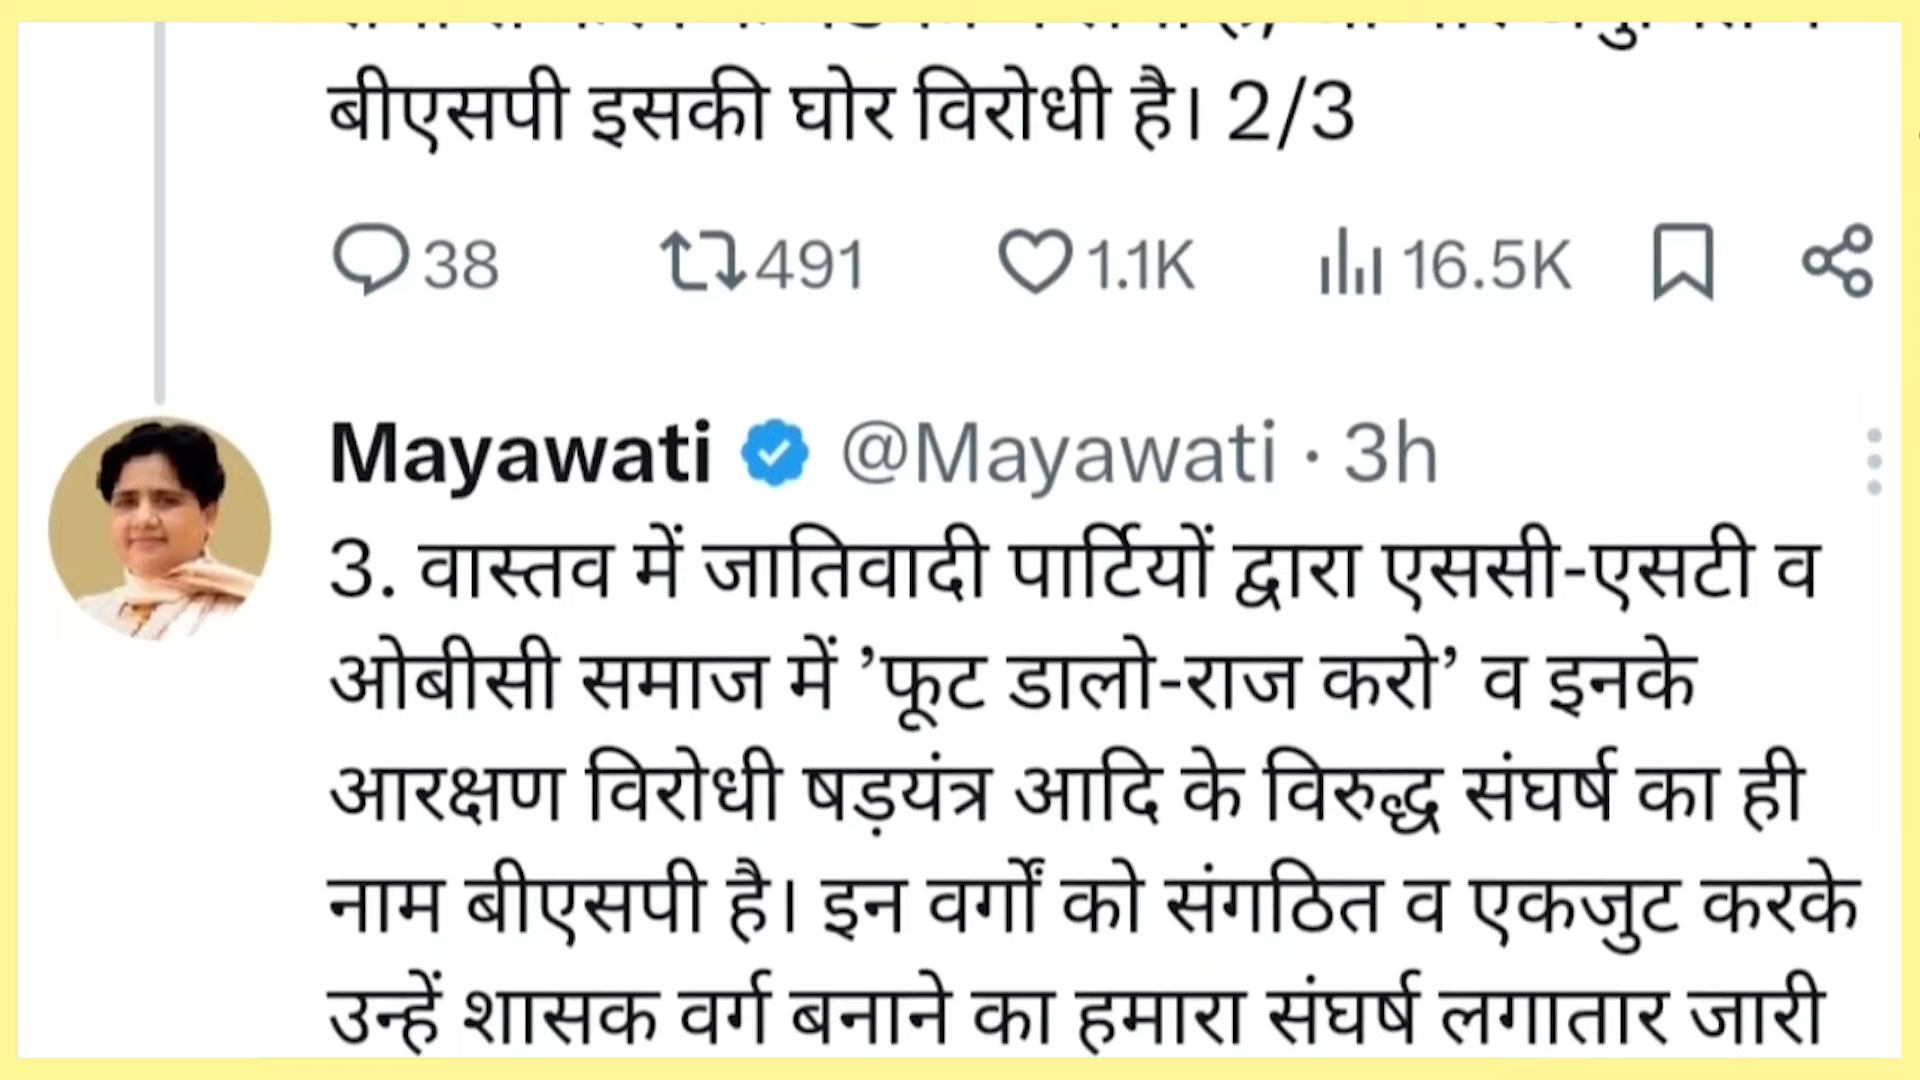 बीएसपी इसकी घोर विरोधी है। 2/3
38 491 1.1K 16.5K
Mayawati @Mayawati · 3h
3. वास्तव में जातिवादी पार्टियों द्वारा एससी-एसटी व
ओबीसी समाज में ’फूट डालो-राज करो’ व इनके
आरक्षण विरोधी षड़यंत्र आदि के विरुद्ध संघर्ष का ही
नाम बीएसपी है। इन वर्गों को संगठित व एकजुट करके
उन्हें शासक वर्ग बनाने का हमारा संघर्ष लगातार जारी